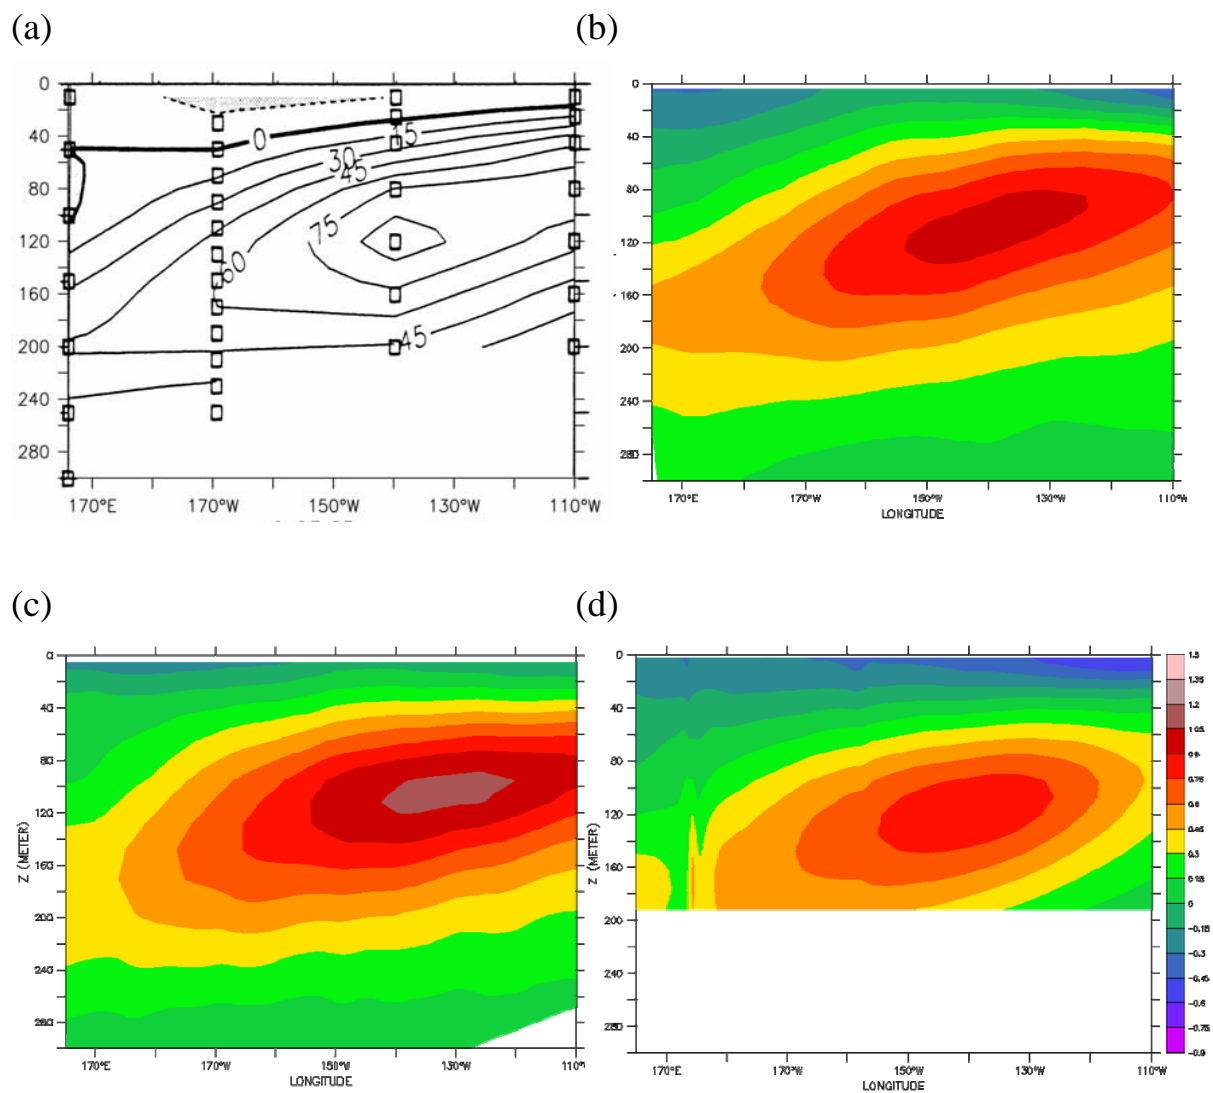 (a)
(b)
0
40
80
120
160
200
240
280
0
15
30
45
75
60
45
170°E
170°W
150°W
130°W
110°W
0
40
80
120
160
200
240
280
170°E
170°W
150°W
130°W
110°W
LONGITUDE
(c)
(d)
0
40
80
120
160
200
240
280
Z (METER)
170°E
170°W
150°W
130°W
110°
LONGITUDE
0
40
80
120
160
200
240
280
Z (METER)
170°E
170°W
150°W
130°W
110°W
LONGITUDE
1.5
1.35
1.2
1.05
0.9
0.75
0.6
0.45
0.3
0.15
0
-0.15
-0.3
-0.45
-0.6
-0.75
-0.9